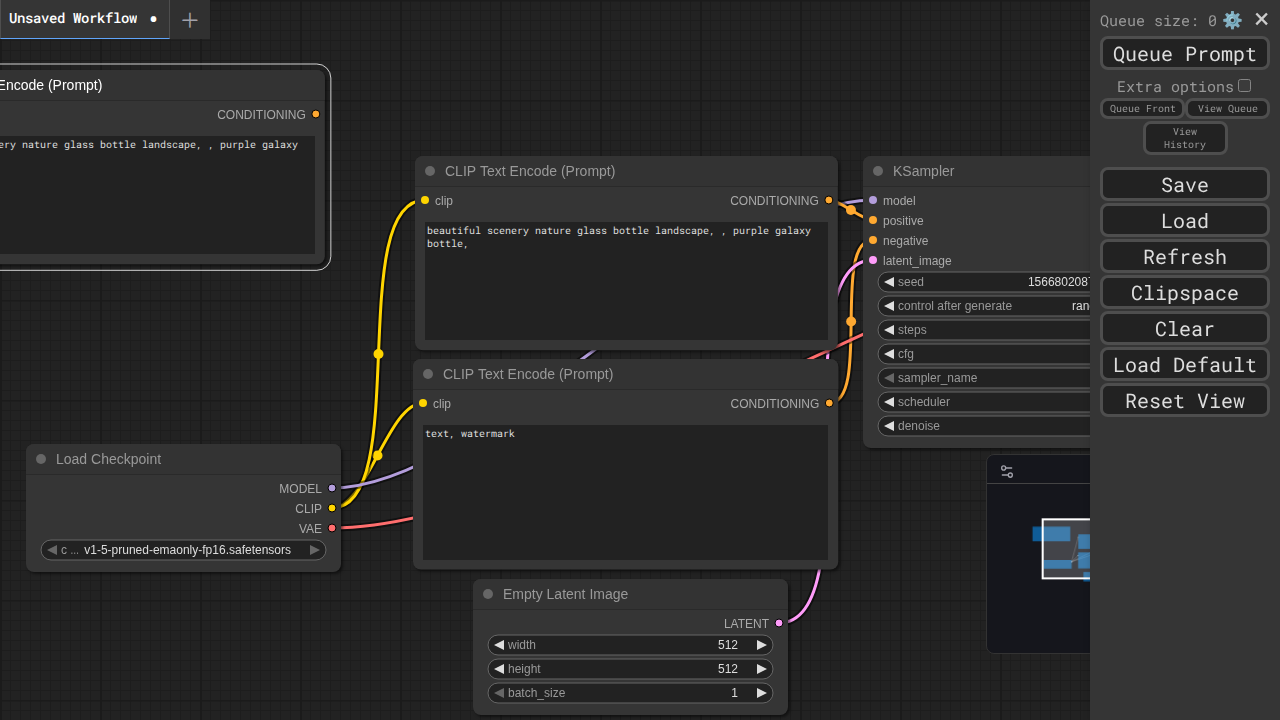 Unsaved Workflow
Queue size: 0
Queue Prompt
Extra options
Queue Front
View Queue
View
History
Save
Load
Refresh
Clipspace
Clear
Load Default
Reset View
Encode (Prompt)
CONDITIONING
nature glass bottle landscape, , purple galaxy
CLIP Text Encode (Prompt)
clip
CONDITIONING
beautiful scenery nature glass bottle landscape, , purple galaxy
bottle,
CLIP Text Encode (Prompt)
clip
CONDITIONING
text, watermark
KSampler
model
positive
negative
latent_image
seed
control after generate
steps
cfg
sampler_name
scheduler
denoise
Load Checkpoint
MODEL
CLIP
VAE
c ... v1-5-pruned-emaonly-fp16.safetensors
Empty Latent Image
LATENT
width 512
height 512
batch_size 1